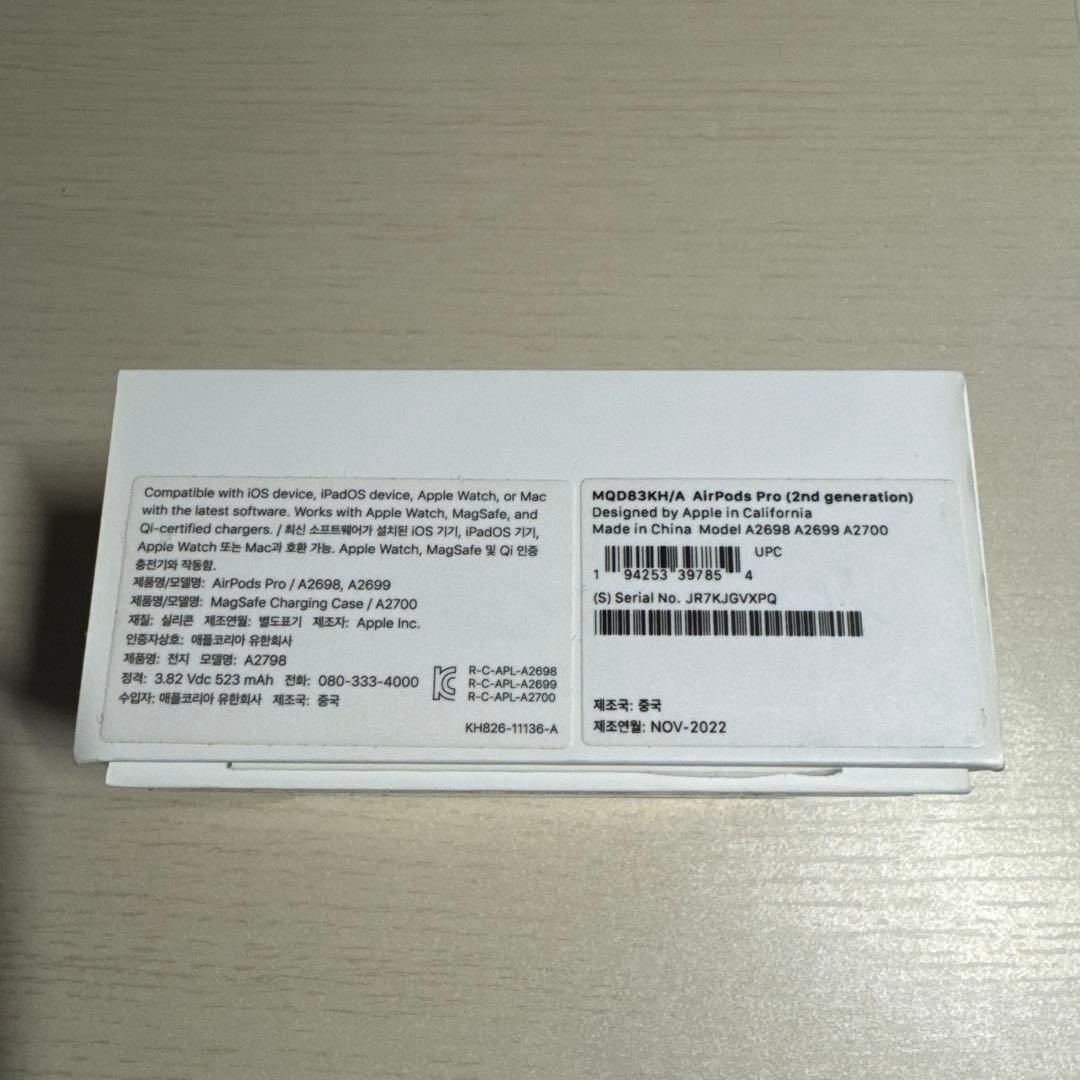 Compatible with iOS device, iPadOS device, Apple Watch, or Mac
with the latest software. Works with Apple Watch, MagSafe, and
Qi-certified chargers. / 최신 소프트웨어가 설치된 iOS 기기, iPadOS 기기,
Apple Watch 또는 Mac과 호환 가능. Apple Watch, MagSafe 및 Qi 인증
충전기와 작동함.
제품명/모델명: AirPods Pro / A2698, A2699
제품명/모델명: MagSafe Charging Case / A2700
재질: 실리콘 제조연월: 별도표기 제조자: Apple Inc.
인증자상호: 애플코리아 유한회사
제품명: 전지 모델명: A2798
정격: 3.82 Vdc 523 mAh 전화: 080-333-4000
수입자: 애플코리아 유한회사 제조국: 중국
R-C-APL-A2698
R-C-APL-A2699
R-C-APL-A2700
KH826-11136-A
MQD83KH/A AirPods Pro (2nd generation)
Designed by Apple in California
Made in China Model A2698 A2699 A2700
UPC
1 94253 39785 4
(S) Serial No. JR7KJGVXPQ
제조국: 중국
제조연월: NOV-2022